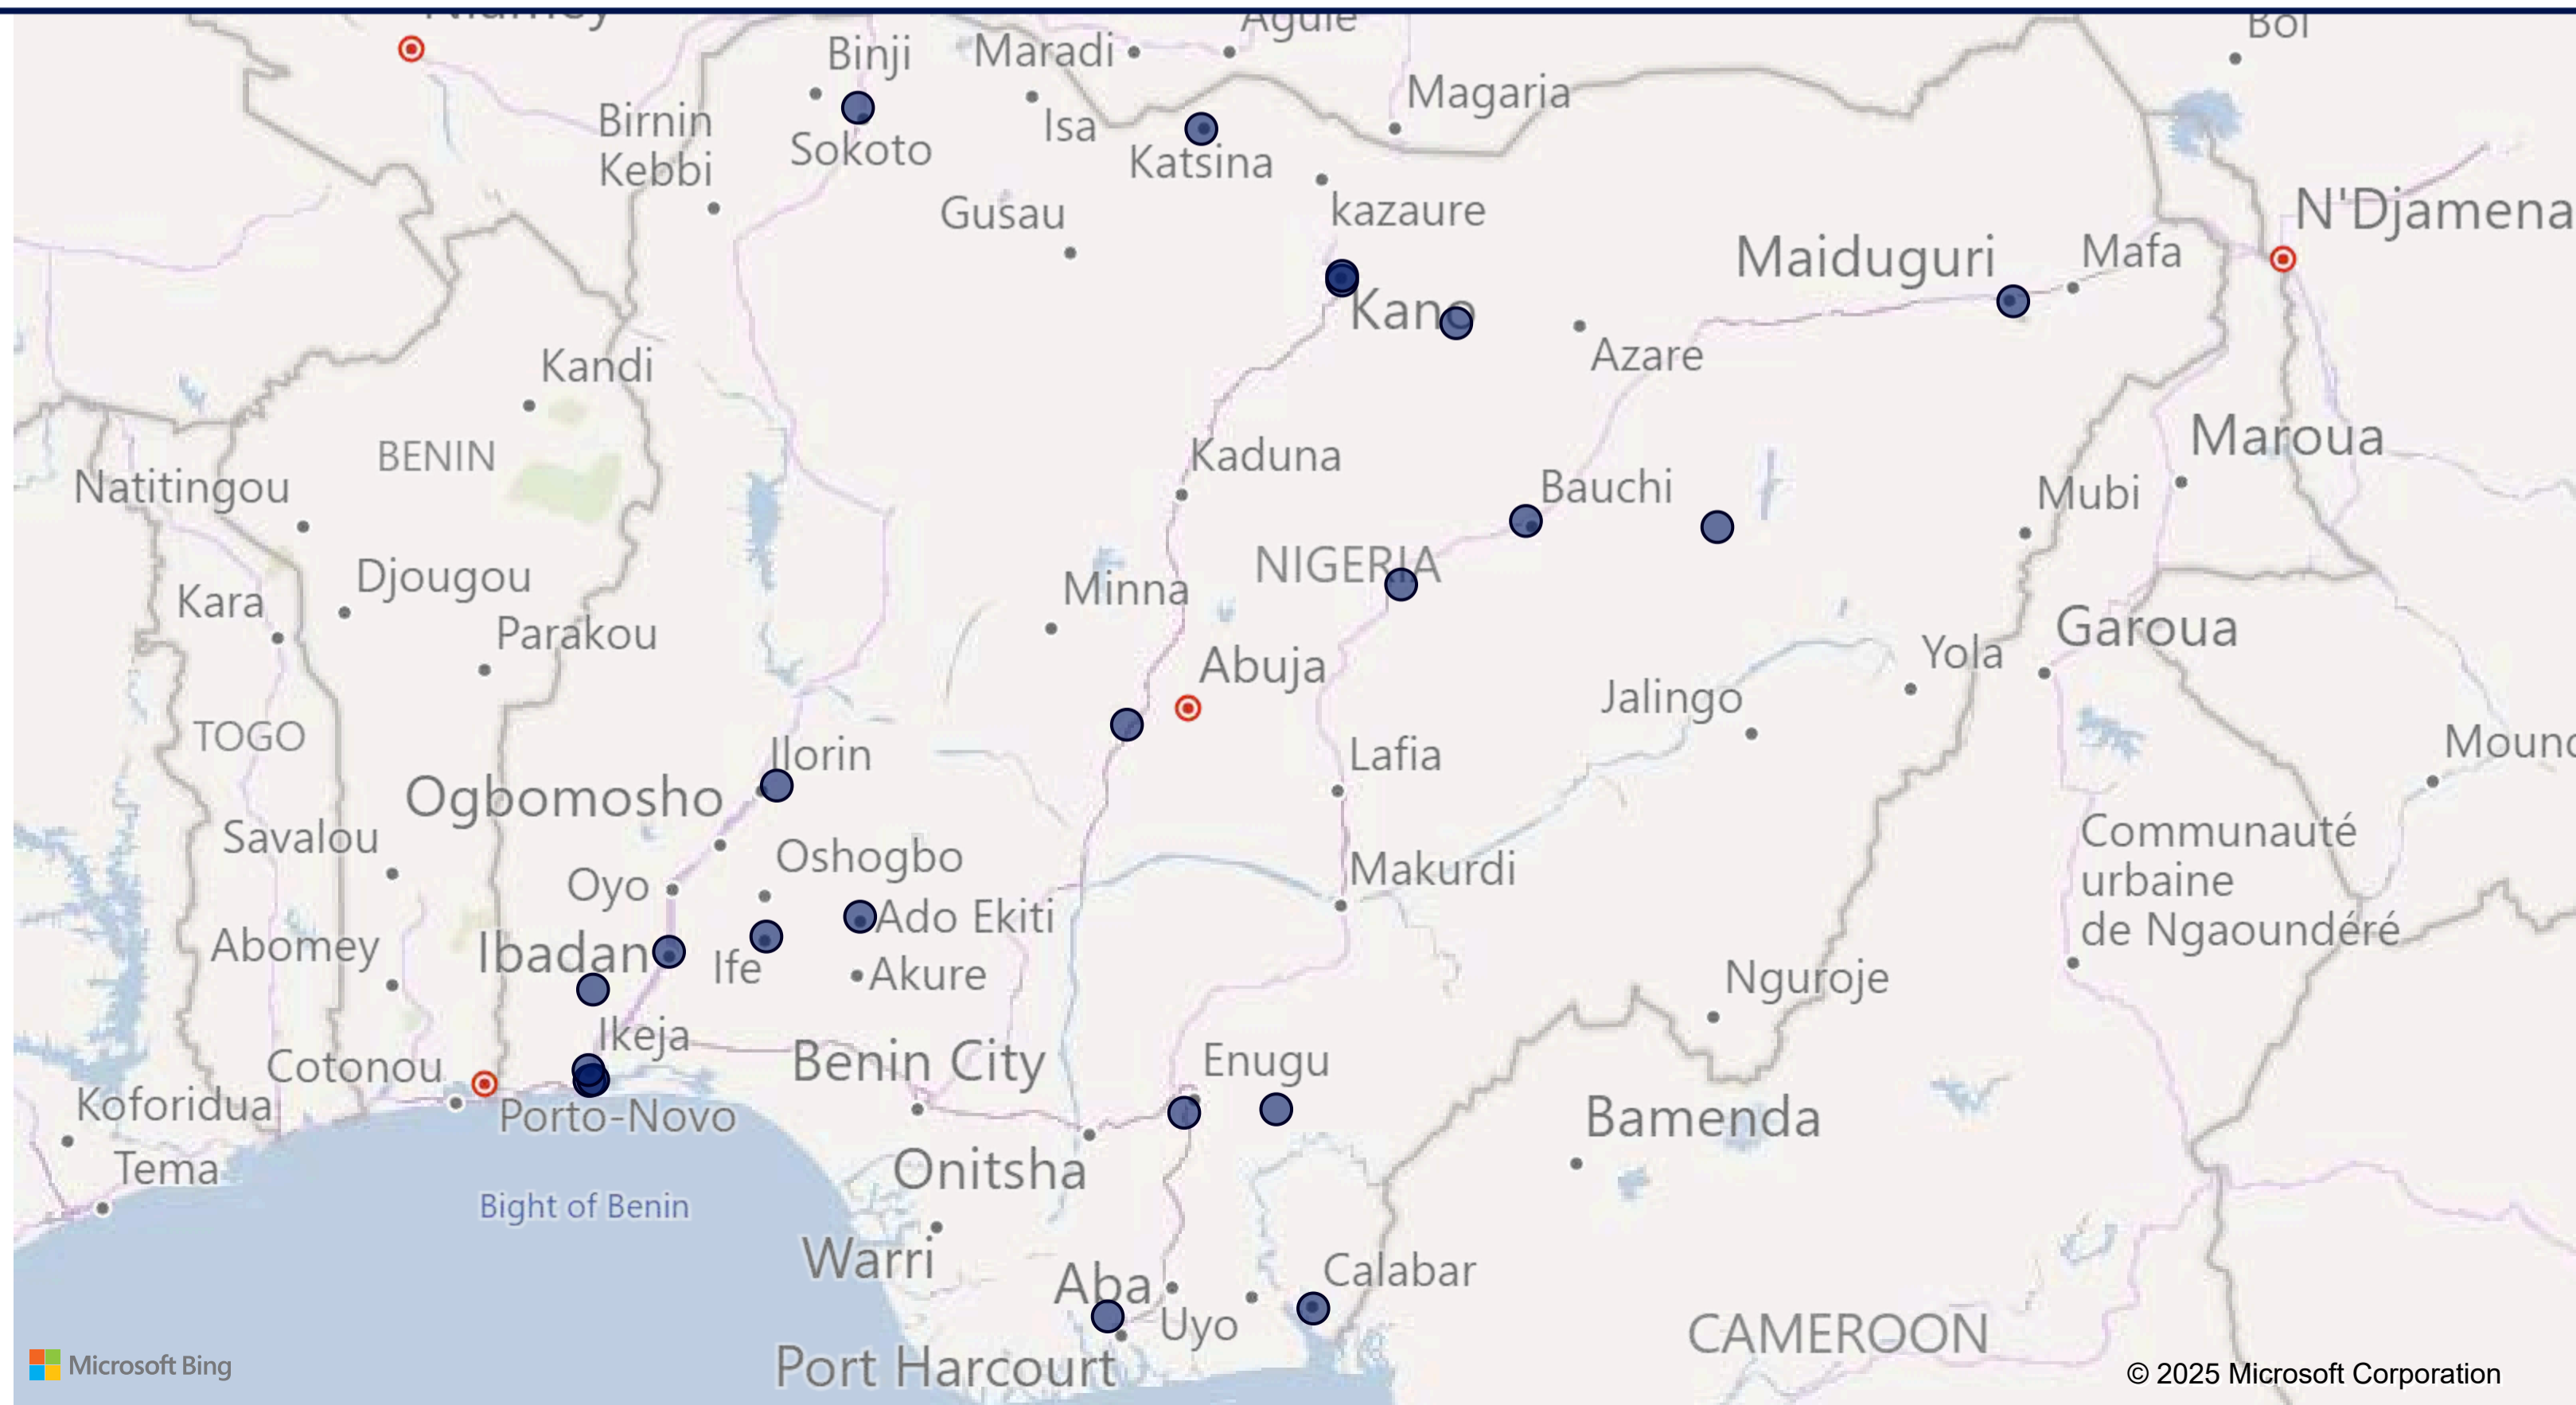 Niamey
Aguie
Bol
Binji
Maradi
Magaria
Birnin
Kebbi
Isa
Sokoto
Katsina
Gusau
kazaure
N'Djamena
Maiduguri
Mafa
Kano
Azare
Kandi
BENIN
Kaduna
Maroua
Natitingou
Bauchi
Mubi
Djougou
NIGERIA
Minna
Kara
Parakou
Garoua
Abuja
Yola
Jalingo
TOGO
Ilorin
Lafia
Ogbomosho
Savalou
Oshogbo
Oyo
Makurdi
Communauté
urbaine
de Ngaoundéré
Ado Ekiti
Abomey
Ibadan
Ife
Akure
Nguroje
Ikeja
Benin City
Enugu
Cotonou
Koforidua
Porto-Novo
Bamenda
Tema
Onitsha
Bight of Benin
Warri
Aba
Calabar
Uyo
CAMEROON
Port Harcourt
Microsoft Bing
© 2025 Microsoft Corporation